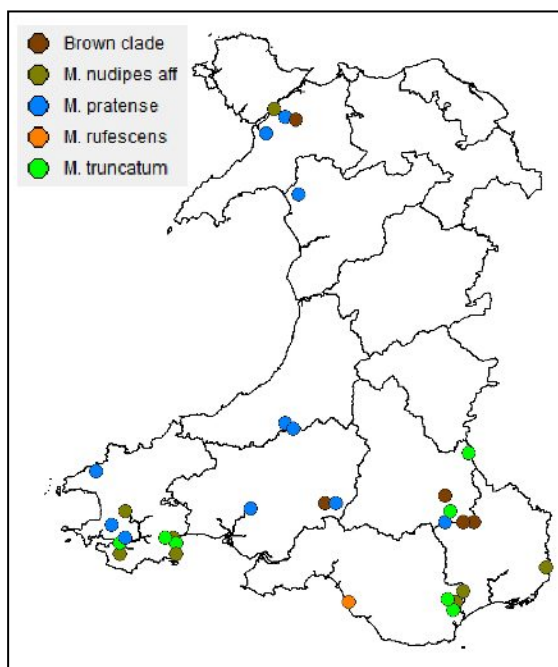 Brown clade
M. nudipes aff
M. pratense
M. rufescens
M. truncatum